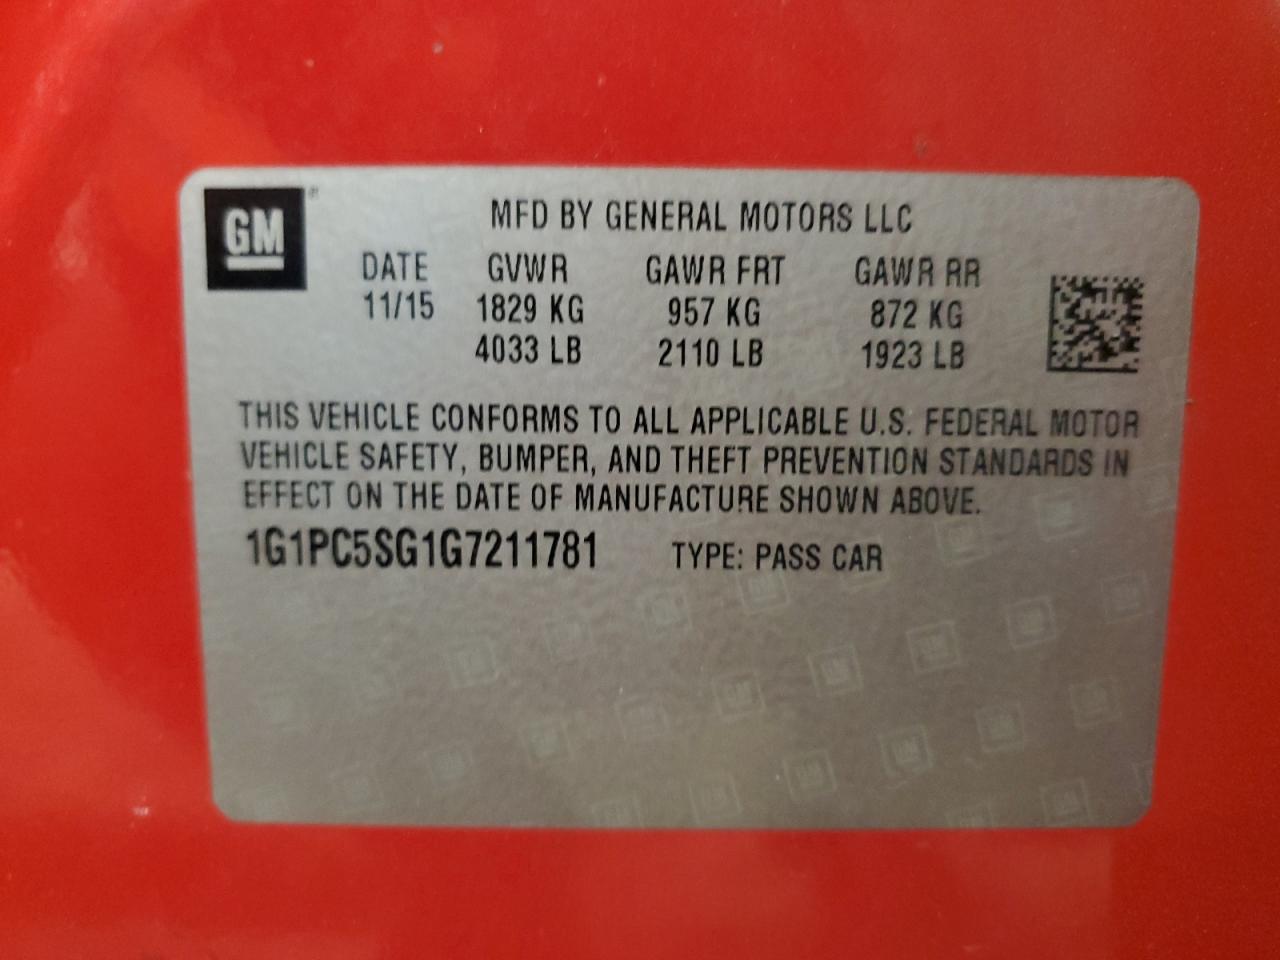 GM ®
MFD BY GENERAL MOTORS LLC
DATE GVWR GAWR FRT GAWR RR
11/15 1829 KG 957 KG 872 KG
4033 LB 2110 LB 1923 LB
THIS VEHICLE CONFORMS TO ALL APPLICABLE U.S. FEDERAL MOTOR
VEHICLE SAFETY, BUMPER, AND THEFT PREVENTION STANDARDS IN
EFFECT ON THE DATE OF MANUFACTURE SHOWN ABOVE.
1G1PC5SG1G7211781 TYPE: PASS CAR